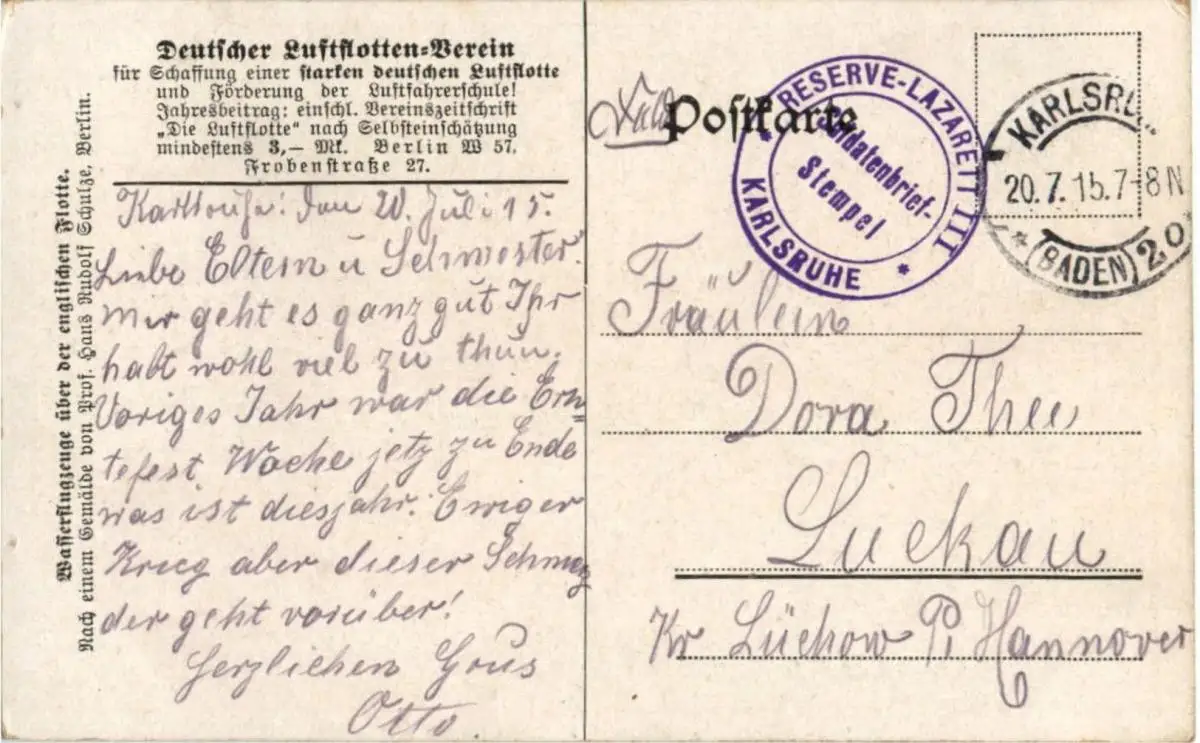 Deutscher Luftflotten-Verein
für Schaffung einer starken deutschen Luftflotte
und Förderung der Luftfahrerschule!
Jahresbeitrag: einschl. Vereinszeitschrift
„Die Luftflotte“ nach Selbsteinschätzung
mindestens 3,— Mk. Berlin W 57.
Frobenstraße 27.
Wasserflugzeuge über der englischen Flotte.
Nach einem Gemälde von Prof. Hans Rudolf Schulze, Berlin.
Karlsruhe: den 20. Juli 15.
Liebe Eltern u Schwester.
Mir geht es ganz gut Ihr
habt wohl viel zu thun.
Voriges Jahr war die Ern
tefest. Woche jetz zu Ende
was ist diesjahr. Ewiger
Krieg aber dieser Schmerz
der geht vorüber!
Herzlichen Grus
Otto.
Postkarte
RESERVE-LAZARETT III
Soldatenbrief-
Stempel
KARLSRUHE
KARLSRU
20.7.15.7-8N
(BADEN) 20
Fräulein
Dora Thee
Luckau
Kr Lüchow P. Hannover